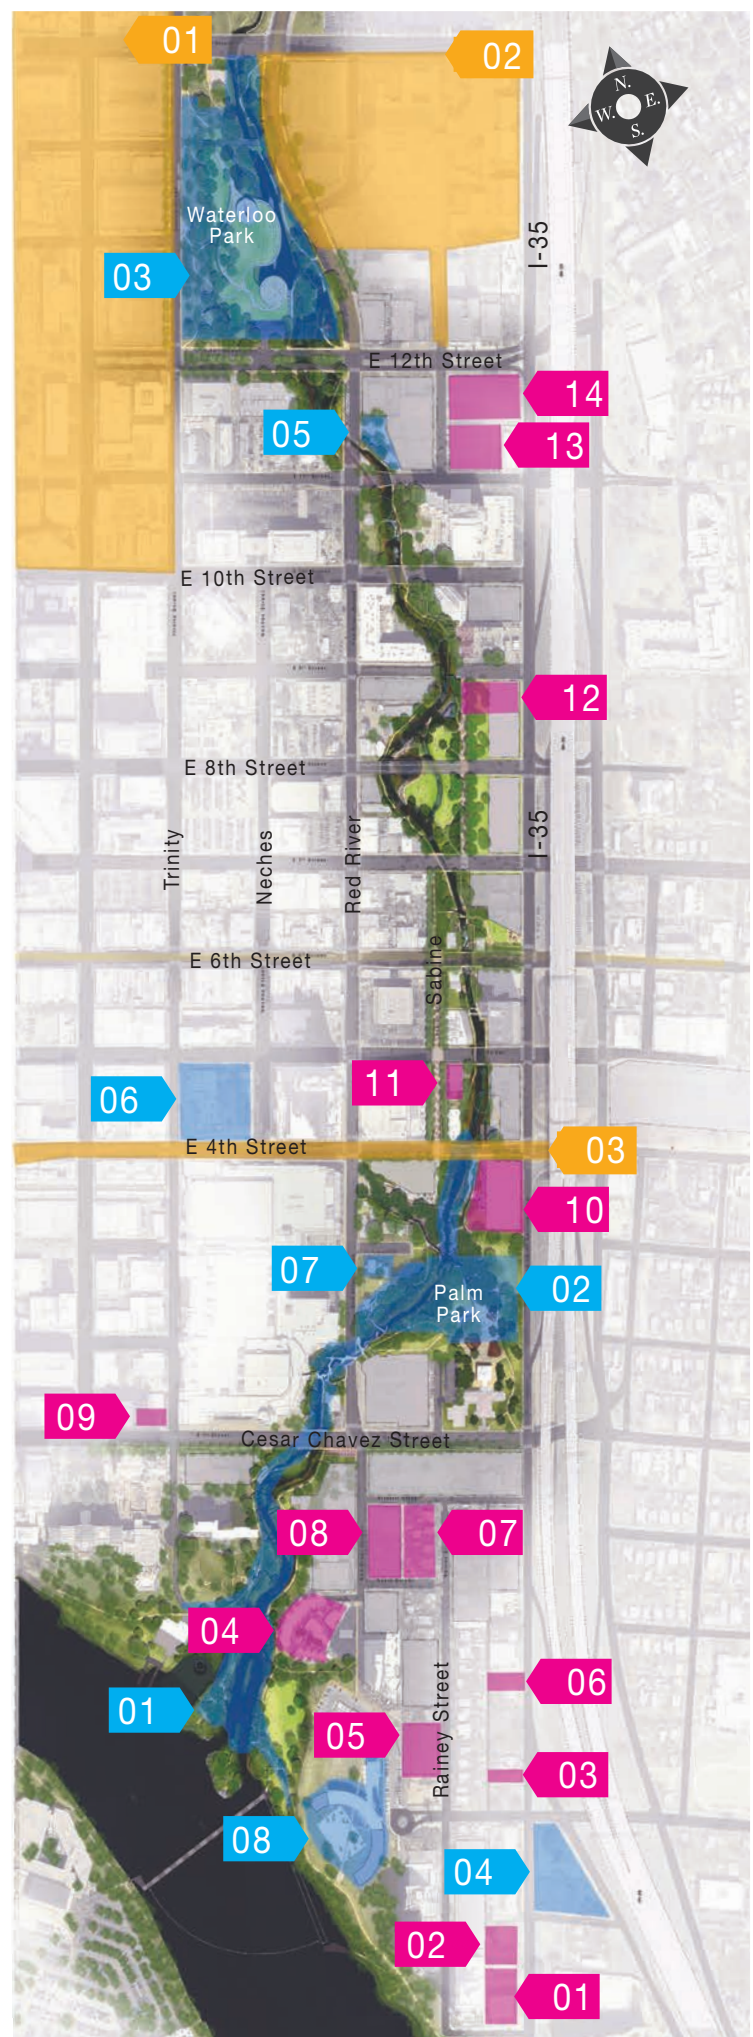 01
02
N.
W.
E.
S.
Waterloo
Park
I-35
03
E 12th Street
14
05
13
E 10th Street
12
E 8th Street
I-35
Trinity
Neches
Red River
E 6th Street
Sabine
11
06
E 4th Street
03
10
07
Palm
Park
02
09
Cesar Chavez Street
08
07
04
06
01
05
Rainey Street
03
08
04
02
01